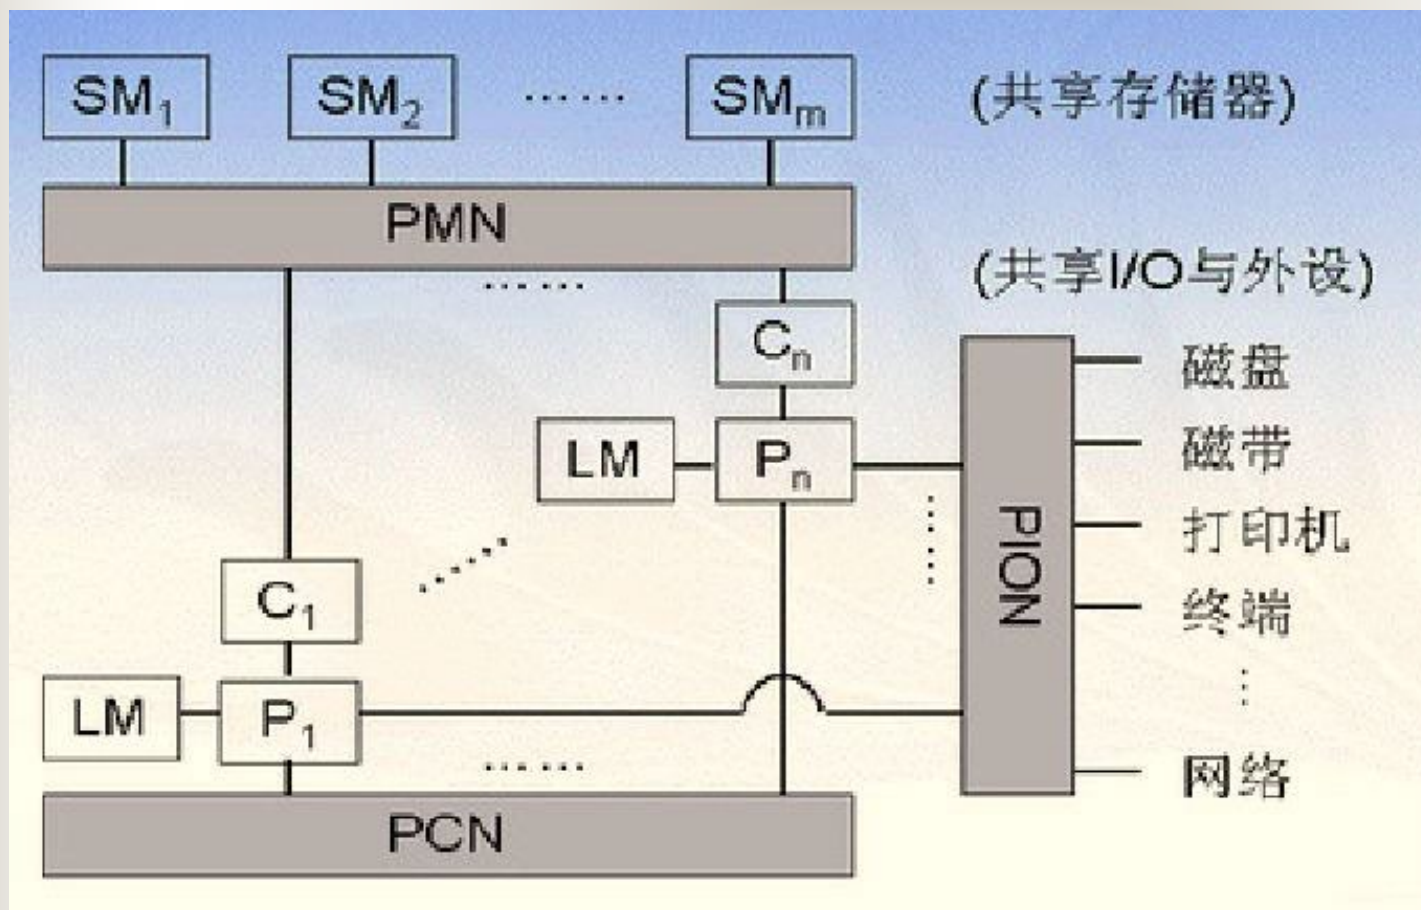 SM₁ SM₂ …… SMₘ (共享存储器)
PMN
(共享I/O与外设)
……
Cₙ
磁盘
LM Pₙ
磁带
PION
打印机
C₁
终端
LM P₁
……
网络
PCN